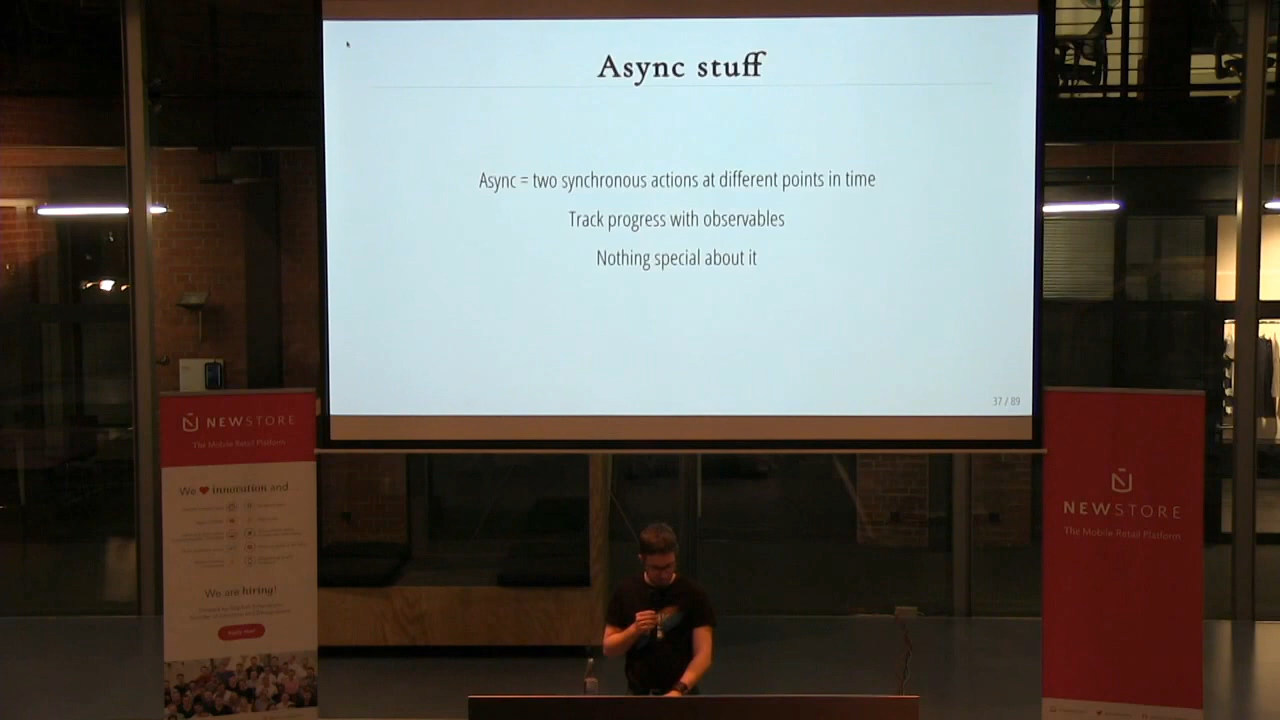 Async stuff
Async = two synchronous actions at different points in time
Track progress with observables
Nothing special about it
37 / 89
NEWSTORE
The Mobile Retail Platform
We ♥ innovation and
We are hiring!
NEWSTORE
The Mobile Retail Platform